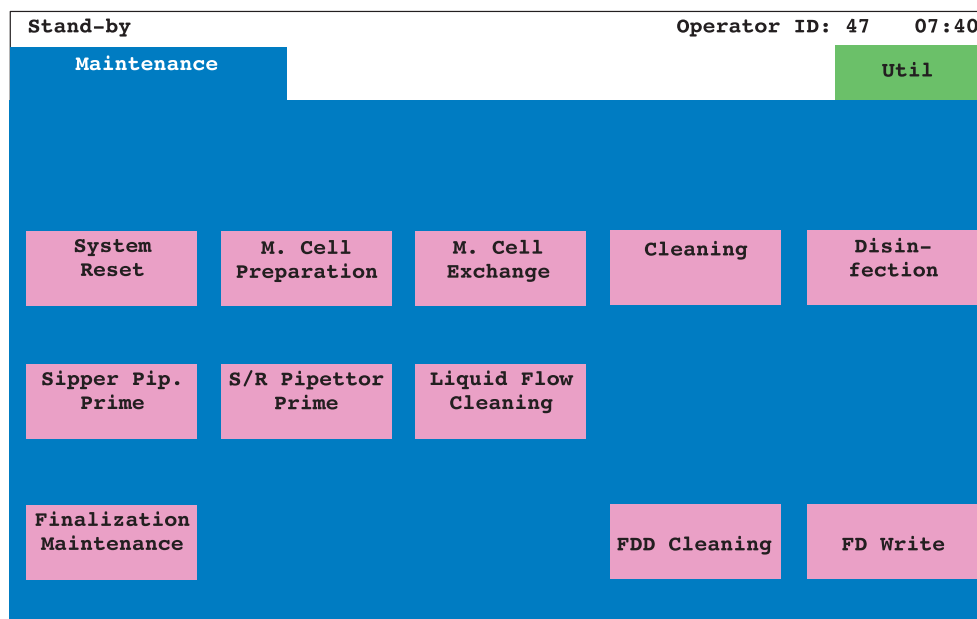 Stand-by Operator ID: 47 07:40
Maintenance
Util
System
Reset
M. Cell
Preparation
M. Cell
Exchange
Cleaning
Disin-
fection
Sipper Pip.
Prime
S/R Pipettor
Prime
Liquid Flow
Cleaning
Finalization
Maintenance
FDD Cleaning
FD Write